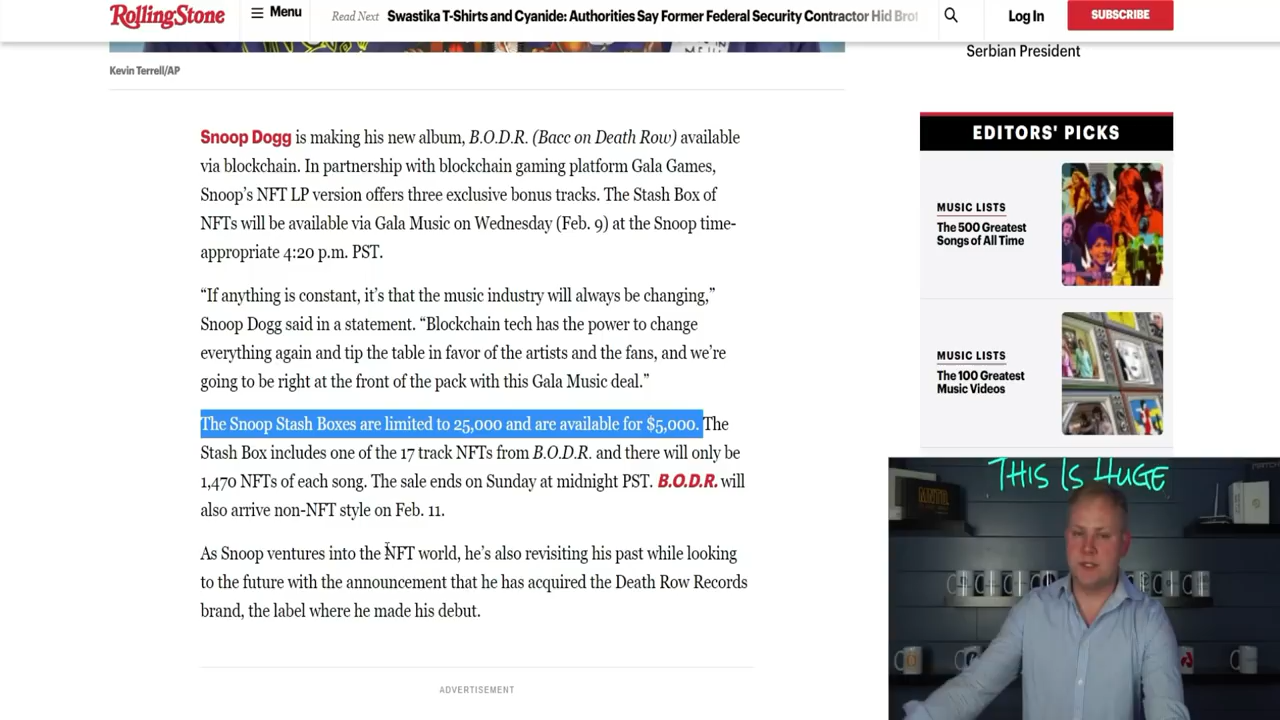 RollingStone
Menu
Read Next
Swastika T-Shirts and Cyanide: Authorities Say Former Federal Security Contractor Hid
Log In
SUBSCRIBE
Serbian President
Kevin Terrell/AP
Snoop Dogg is making his new album, B.O.D.R. (Bacc on Death Row) available
via blockchain. In partnership with blockchain gaming platform Gala Games,
Snoop’s NFT LP version offers three exclusive bonus tracks. The Stash Box of
NFTs will be available via Gala Music on Wednesday (Feb. 9) at the Snoop time-
appropriate 4:20 p.m. PST.
“If anything is constant, it’s that the music industry will always be changing,”
Snoop Dogg said in a statement. “Blockchain tech has the power to change
everything again and tip the table in favor of the artists and the fans, and we’re
going to be right at the front of the pack with this Gala Music deal.”
The Snoop Stash Boxes are limited to 25,000 and are available for $5,000. The
Stash Box includes one of the 17 track NFTs from B.O.D.R. and there will only be
1,470 NFTs of each song. The sale ends on Sunday at midnight PST. B.O.D.R. will
also arrive non-NFT style on Feb. 11.
As Snoop ventures into the NFT world, he’s also revisiting his past while looking
to the future with the announcement that he has acquired the Death Row Records
brand, the label where he made his debut.
ADVERTISEMENT
EDITORS' PICKS
MUSIC LISTS
The 500 Greatest
Songs of All Time
MUSIC LISTS
The 100 Greatest
Music Videos
THIS IS HUGE